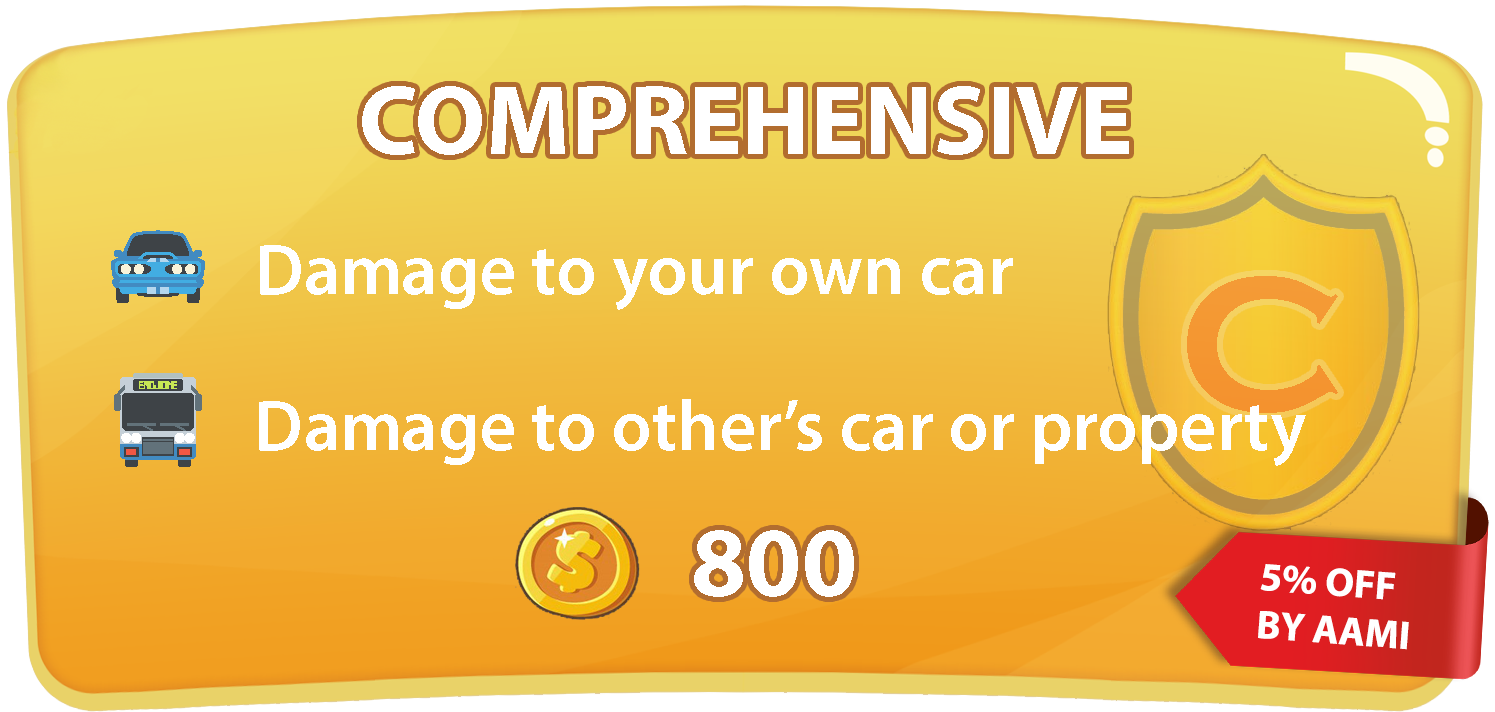 COMPREHENSIVE
Damage to your own car
C
Damage to other’s car or property
$ 800
5% OFF
BY AAMI